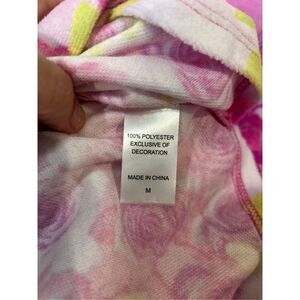 100% POLYESTER
EXCLUSIVE OF
DECORATION
MADE IN CHINA
M